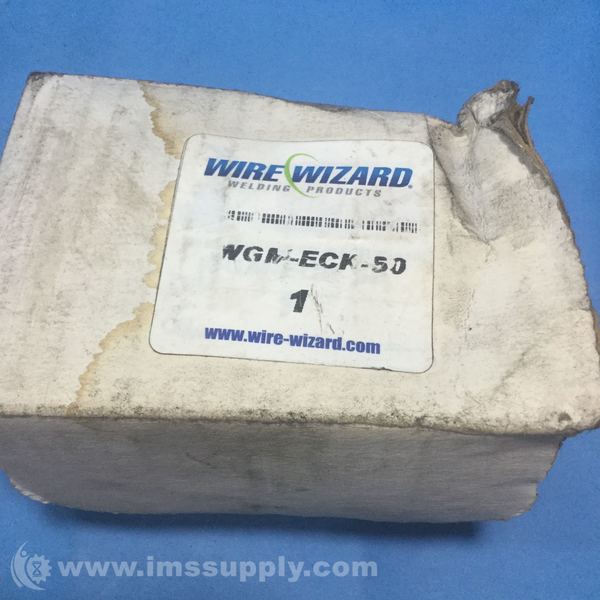 WIRE WIZARD®
WELDING PRODUCTS
WGM-ECK-50
1
www.wire-wizard.com
www.imssupply.com